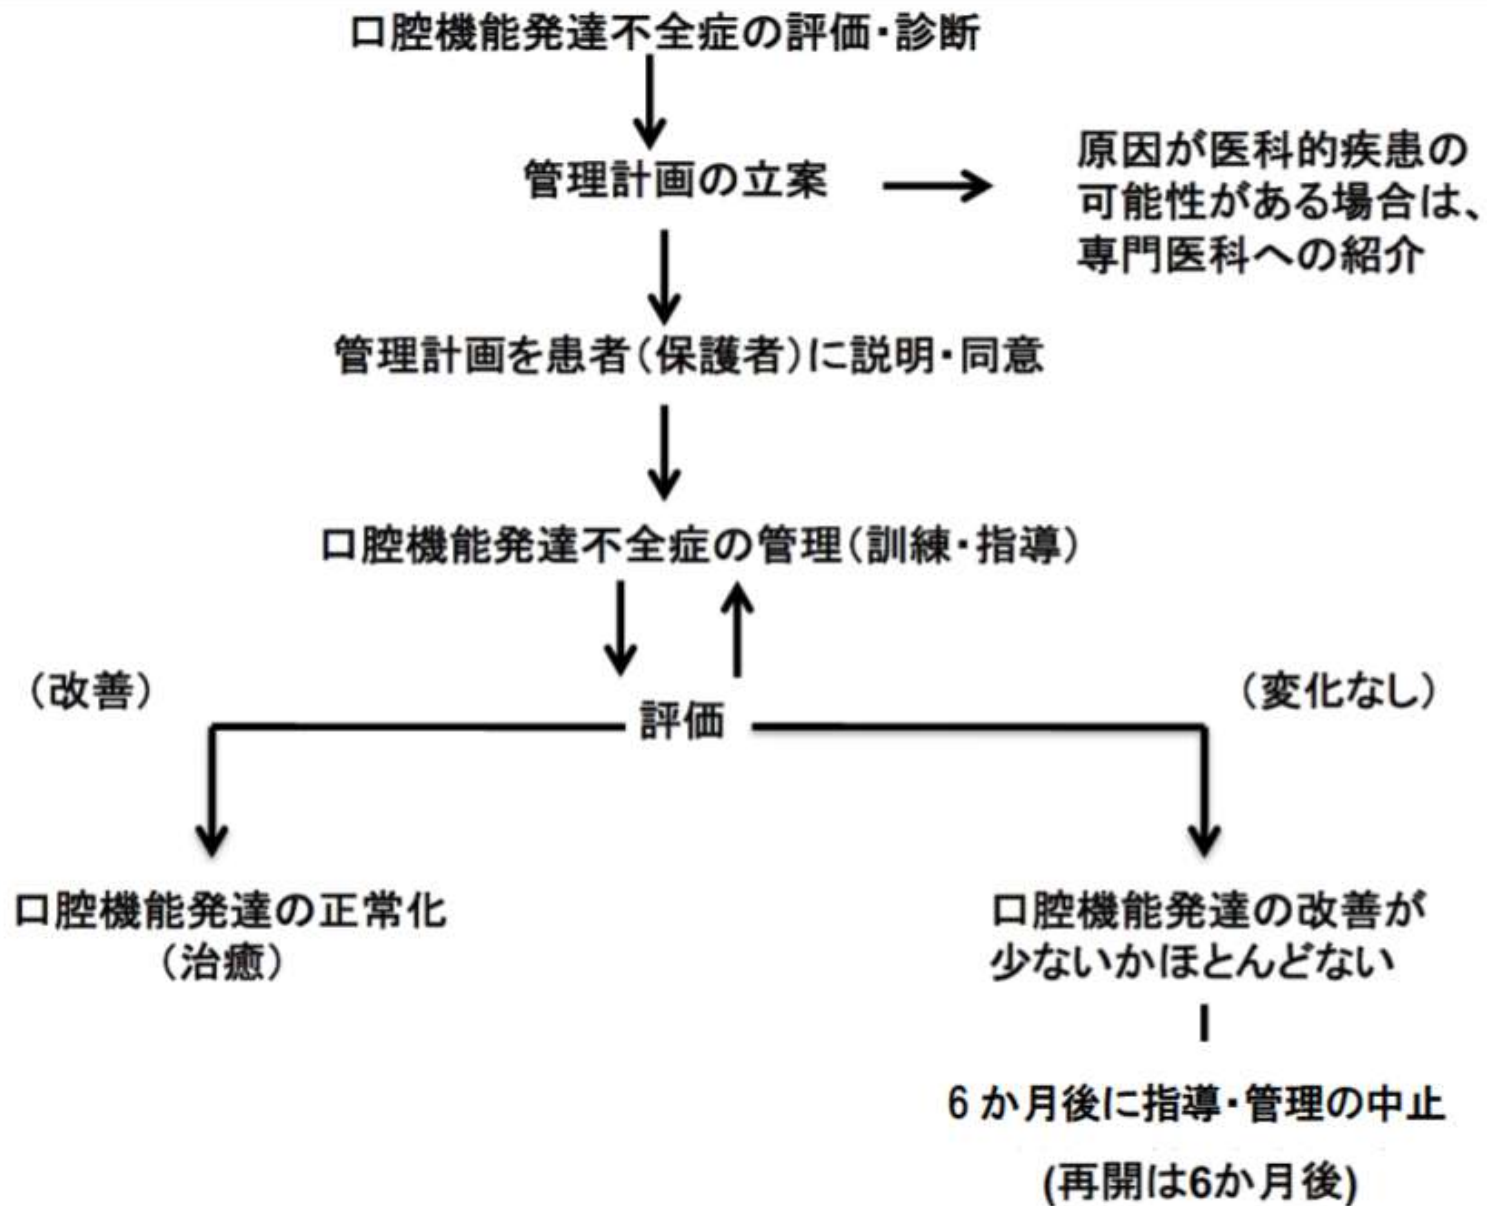 口腔機能発達不全症の評価・診断
管理計画の立案
原因が医科的疾患の
可能性がある場合は、
専門医科への紹介
管理計画を患者（保護者）に説明・同意
口腔機能発達不全症の管理（訓練・指導）
（改善）
評価
（変化なし）
口腔機能発達の正常化
（治癒）
口腔機能発達の改善が
少ないかほとんどない
6 か月後に指導・管理の中止
(再開は6か月後)